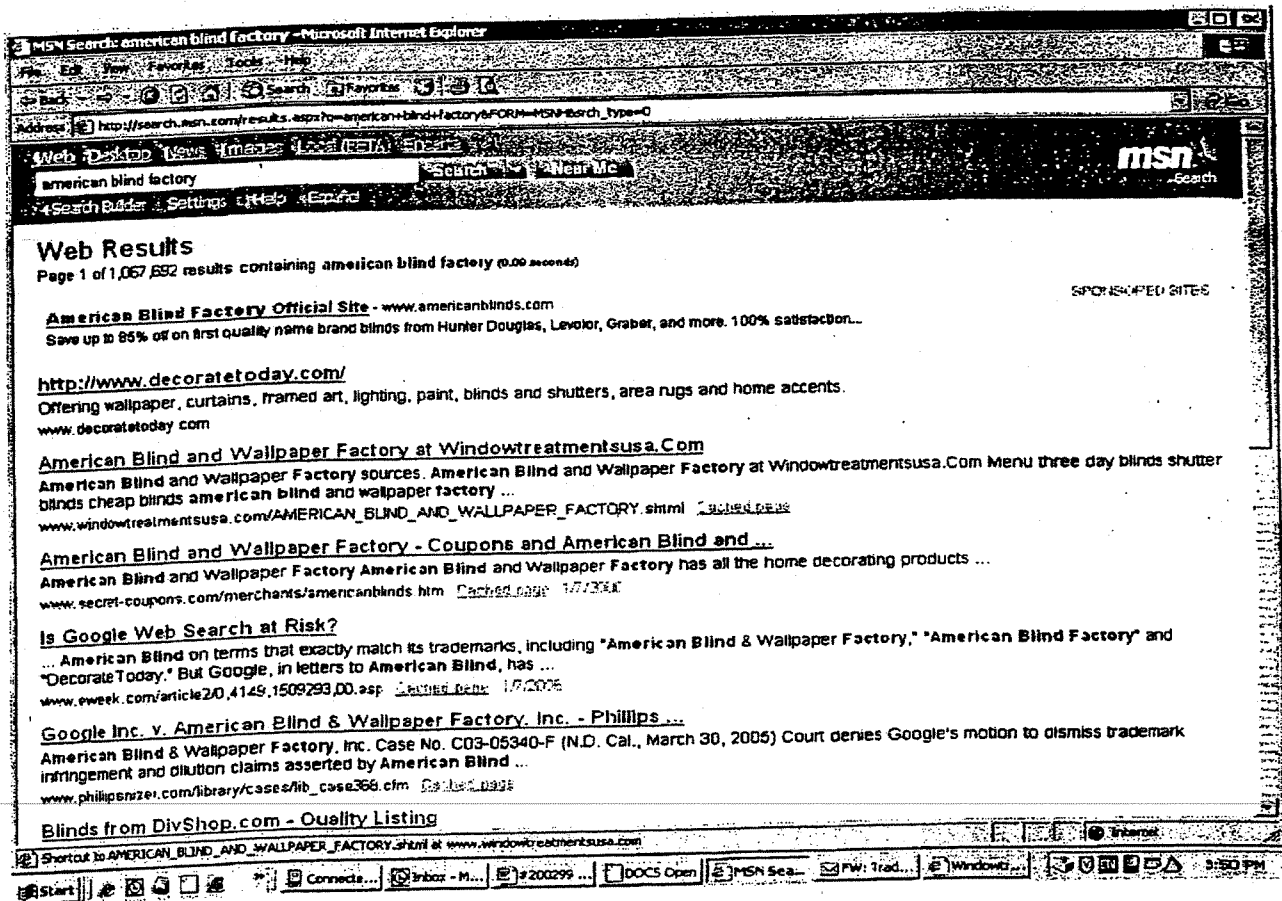 MSN Search: american blind factory - Microsoft Internet Explorer
File Edit View Favorites Tools Help
Back Search Favorites
Address http://search.msn.com/results.aspx?q=american+blind+factory&FORM=MSNH&srch_type=0
Web Desktop News Images Local (BETA) Encarta
american blind factory Search Near Me
msn Search
+Search Builder Settings Help Español
Web Results
Page 1 of 1,067,692 results containing american blind factory (0.09 seconds)
SPONSORED SITES
American Blind Factory Official Site - www.americanblinds.com
Save up to 85% off on first quality name brand blinds from Hunter Douglas, Levolor, Graber, and more. 100% satisfaction...
http://www.decoratetoday.com/
Offering wallpaper, curtains, framed art, lighting, paint, blinds and shutters, area rugs and home accents.
www.decoratetoday.com
American Blind and Wallpaper Factory at Windowtreatmentsusa.Com
American Blind and Wallpaper Factory sources. American Blind and Wallpaper Factory at Windowtreatmentsusa.Com Menu three day blinds shutter
blinds cheap blinds american blind and wallpaper factory ...
www.windowtreatmentsusa.com/AMERICAN_BLIND_AND_WALLPAPER_FACTORY.shtml Cached page
American Blind and Wallpaper Factory - Coupons and American Blind and ...
American Blind and Wallpaper Factory American Blind and Wallpaper Factory has all the home decorating products ...
www.secret-coupons.com/merchants/americanblinds.htm Cached page
Is Google Web Search at Risk?
... American Blind on terms that exactly match its trademarks, including "American Blind & Wallpaper Factory," "American Blind Factory" and
"DecorateToday." But Google, in letters to American Blind, has ...
www.eweek.com/article2/0,4149,1509293,00.asp Cached page 1/7/2006
Google Inc. v. American Blind & Wallpaper Factory, Inc. - Phillips ...
American Blind & Wallpaper Factory, Inc. Case No. C03-05340-F (N.D. Cal., March 30, 2005) Court denies Google's motion to dismiss trademark
infringement and dilution claims asserted by American Blind ...
www.phillipsnizer.com/library/cases/lib_case368.cfm Cached page
Blinds from DivShop.com - Quality Listing
Shortcut to AMERICAN_BLIND_AND_WALLPAPER_FACTORY.shtml at www.windowtreatmentsusa.com Internet
Start Connecte... Inbox - M... #200299 ... DOCS Open MSN Sea... FW: Trad... Windowtr... 3:50 PM